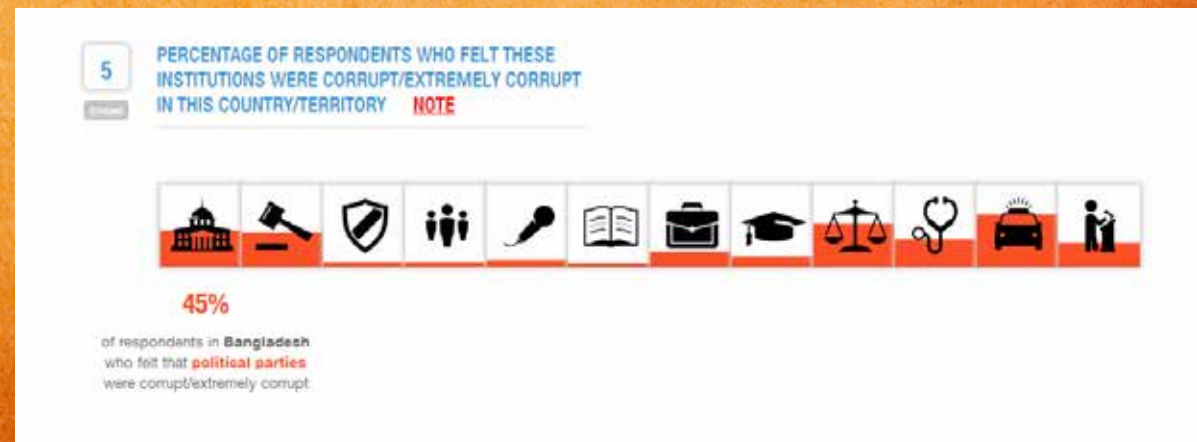 5
PERCENTAGE OF RESPONDENTS WHO FELT THESE
INSTITUTIONS WERE CORRUPT/EXTREMELY CORRUPT
IN THIS COUNTRY/TERRITORY NOTE
45%
of respondents in Bangladesh
who felt that political parties
were corrupt/extremely corrupt